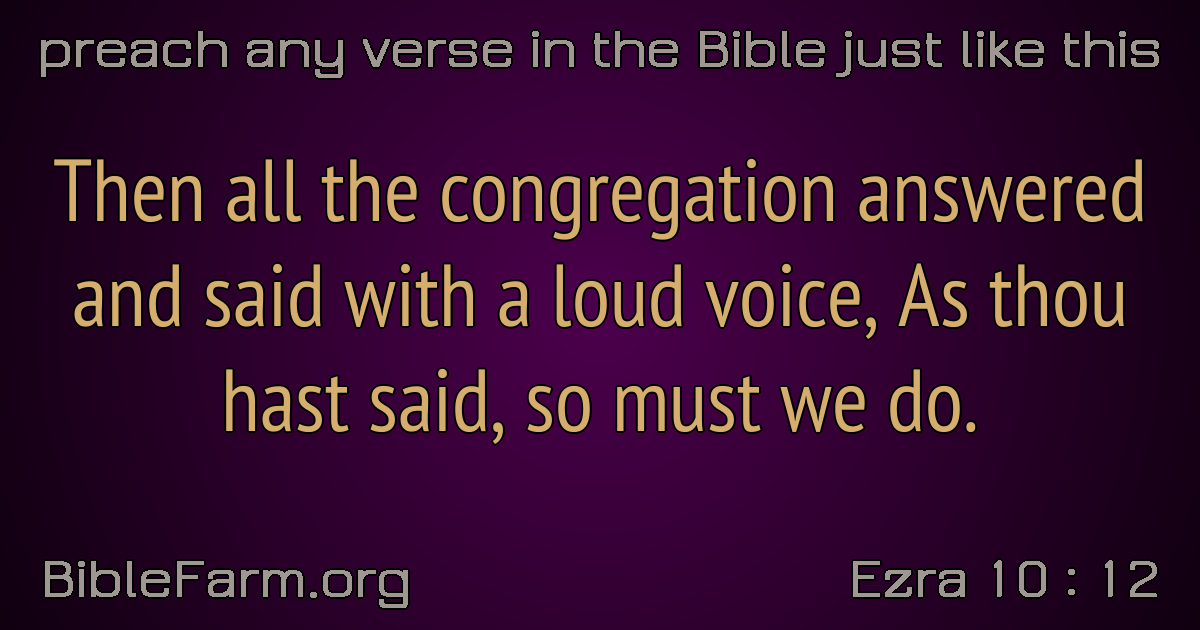 preach any verse in the Bible just like this
Then all the congregation answered
and said with a loud voice, As thou
hast said, so must we do.
BibleFarm.org
Ezra 10 : 12